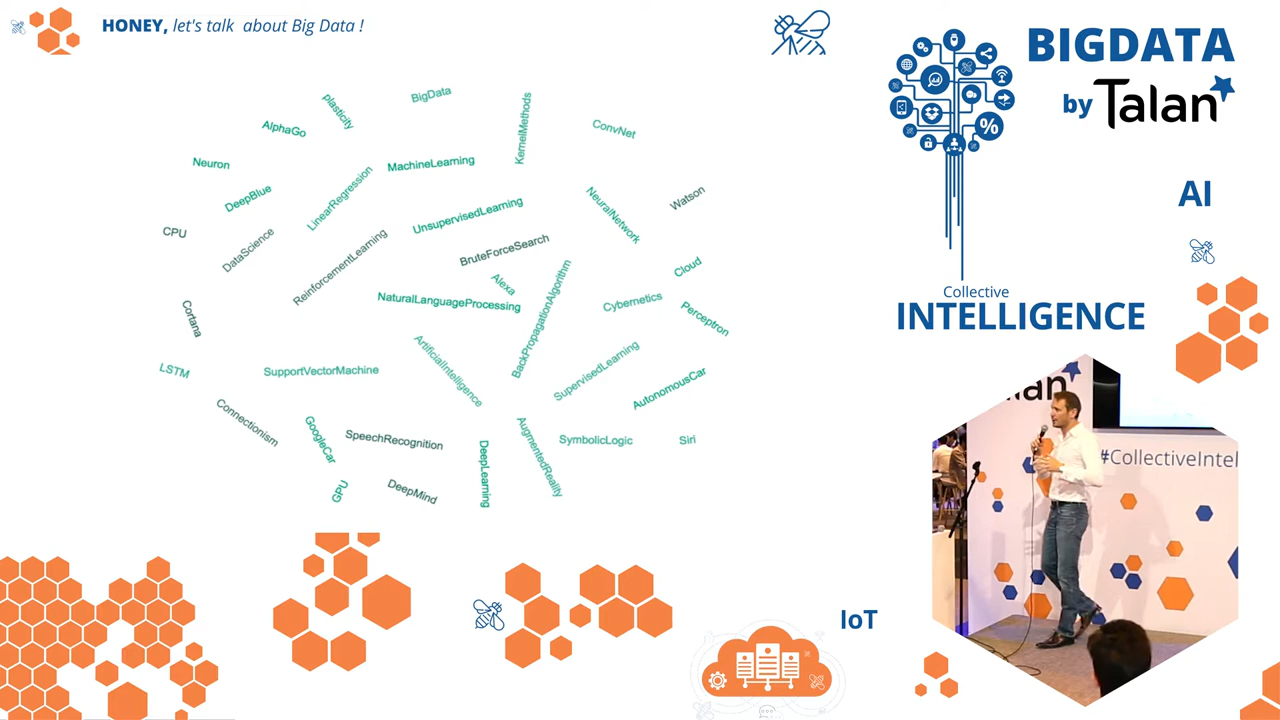 HONEY, let's talk about Big Data !
BIGDATA
by Talan
AI
Collective
INTELLIGENCE
plasticity
BigData
KernelMethods
ConvNet
AlphaGo
Neuron
MachineLearning
LinearRegression
DeepBlue
UnsupervisedLearning
NeuralNetwork
Watson
CPU
DataScience
ReinforcementLearning
BruteForceSearch
Alexa
Cloud
Cortana
NaturalLanguageProcessing
BackPropagationAlgorithm
Cybernetics
Perceptron
LSTM
SupportVectorMachine
ArtificialIntelligence
SupervisedLearning
AutonomousCar
Connectionism
GoogleCar
SpeechRecognition
DeepLearning
AugmentedReality
SymbolicLogic
Siri
GPU
DeepMind
lan
#CollectiveIntel
IoT
%